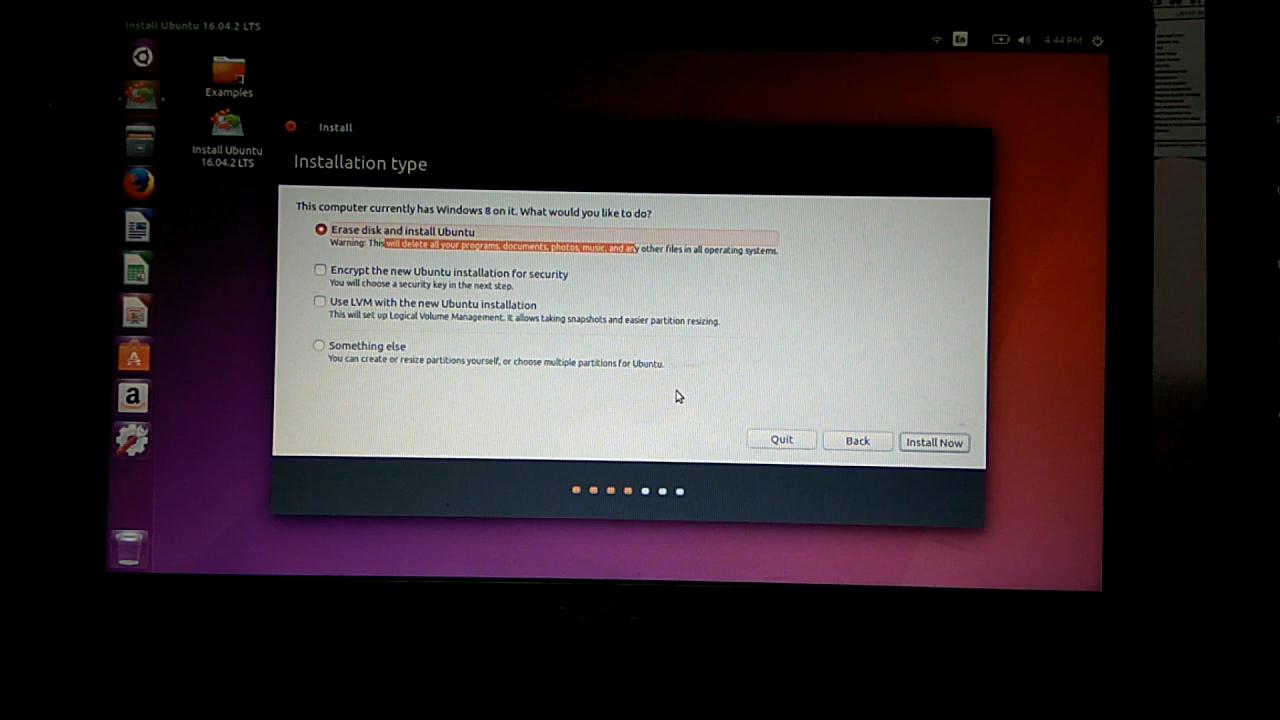 Install Ubuntu 16.04.2 LTS
En
4:44 PM
Examples
Install Ubuntu
16.04.2 LTS
Install
Installation type
This computer currently has Windows 8 on it. What would you like to do?
Erase disk and install Ubuntu
Warning: This will delete all your programs, documents, photos, music, and any other files in all operating systems.
Encrypt the new Ubuntu installation for security
You will choose a security key in the next step.
Use LVM with the new Ubuntu installation
This will set up Logical Volume Management. It allows taking snapshots and easier partition resizing.
Something else
You can create or resize partitions yourself, or choose multiple partitions for Ubuntu.
a
Quit
Back
Install Now